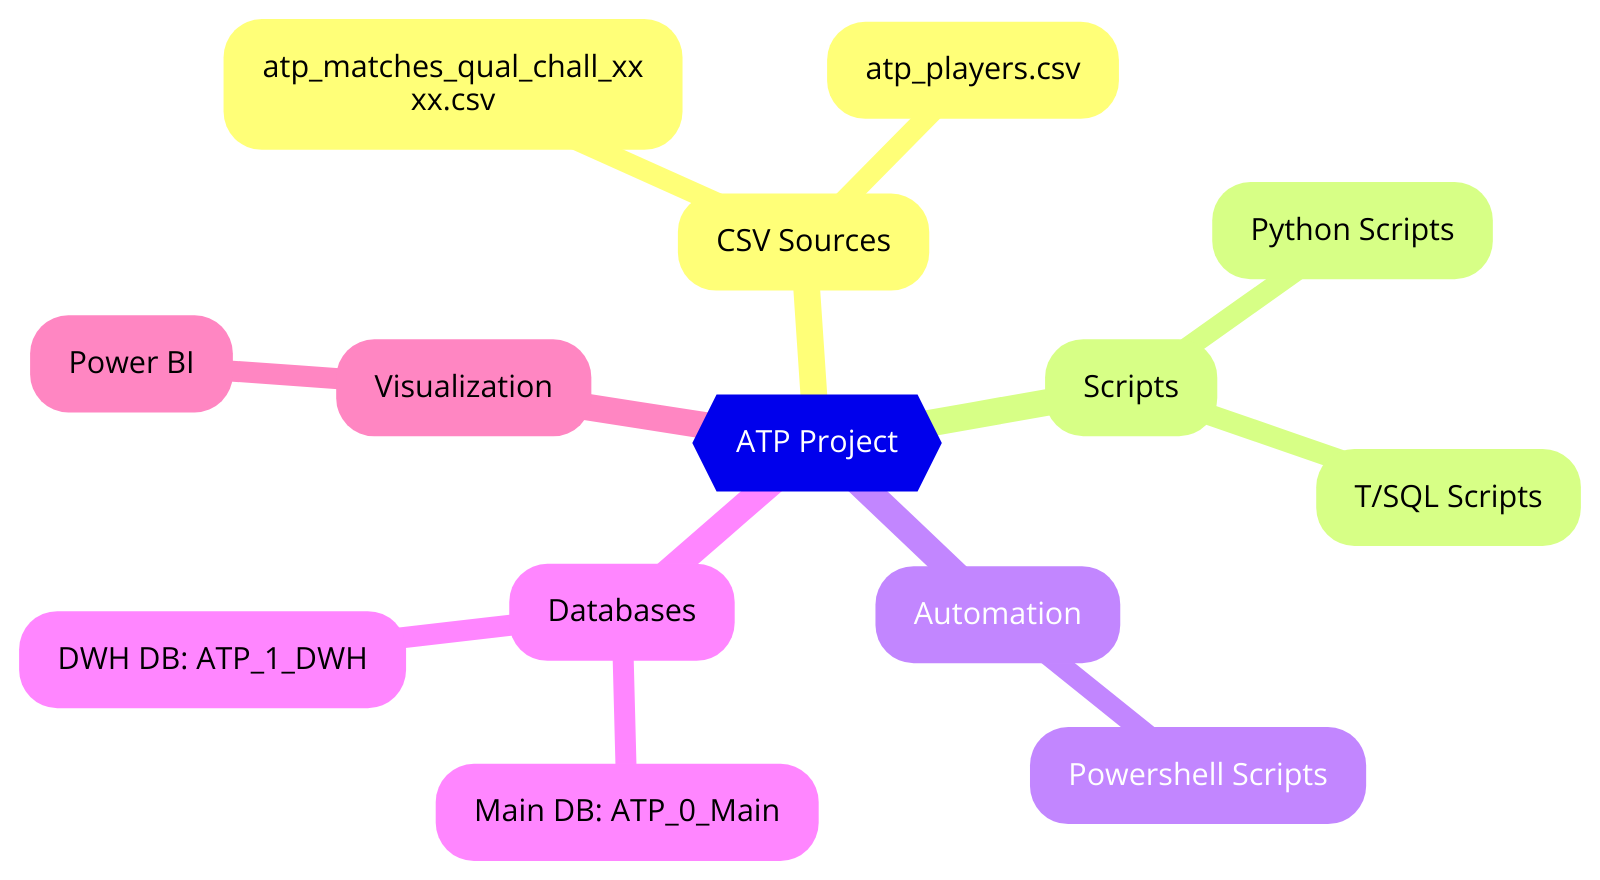 atp_matches_qual_chall_xx
xx.csv
atp_players.csv
CSV Sources
Python Scripts
Power BI
Visualization
Scripts
ATP Project
T/SQL Scripts
Databases
Automation
DWH DB: ATP_1_DWH
Powershell Scripts
Main DB: ATP_0_Main